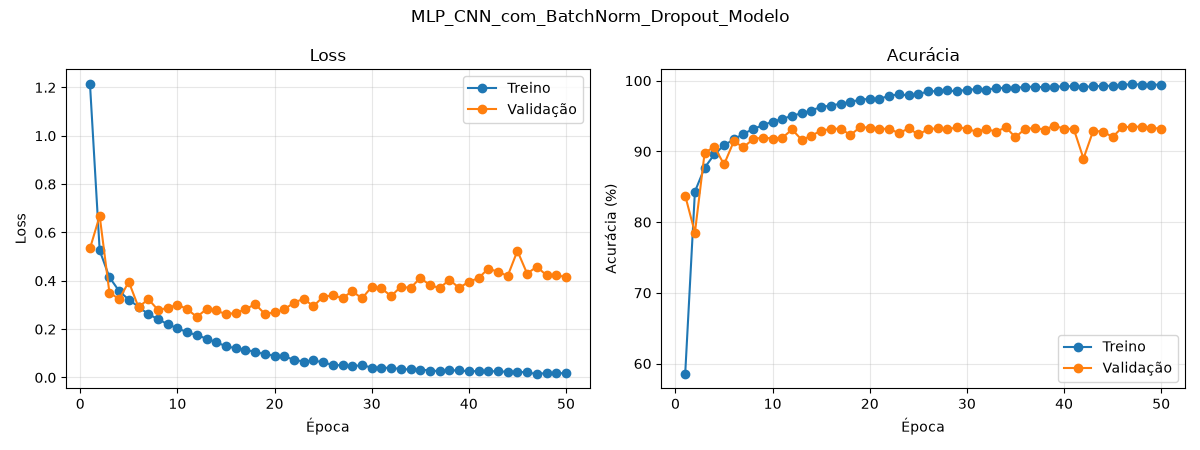 MLP_CNN_com_BatchNorm_Dropout_Modelo
Loss
Loss
1.2
1.0
0.8
0.6
0.4
0.2
0.0
Treino
Validação
0
10
20
30
40
50
Época
Acurácia
Acurácia (%)
100
90
80
70
60
Treino
Validação
0
10
20
30
40
50
Época